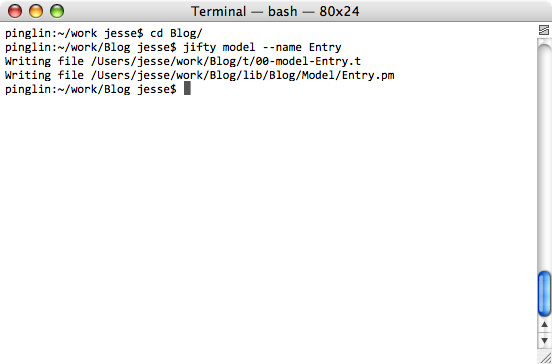 Terminal — bash — 80x24
pinglin:~/work jesse$ cd Blog/
pinglin:~/work/Blog jesse$ jifty model --name Entry
Writing file /Users/jesse/work/Blog/t/00-model-Entry.t
Writing file /Users/jesse/work/Blog/lib/Blog/Model/Entry.pm
pinglin:~/work/Blog jesse$